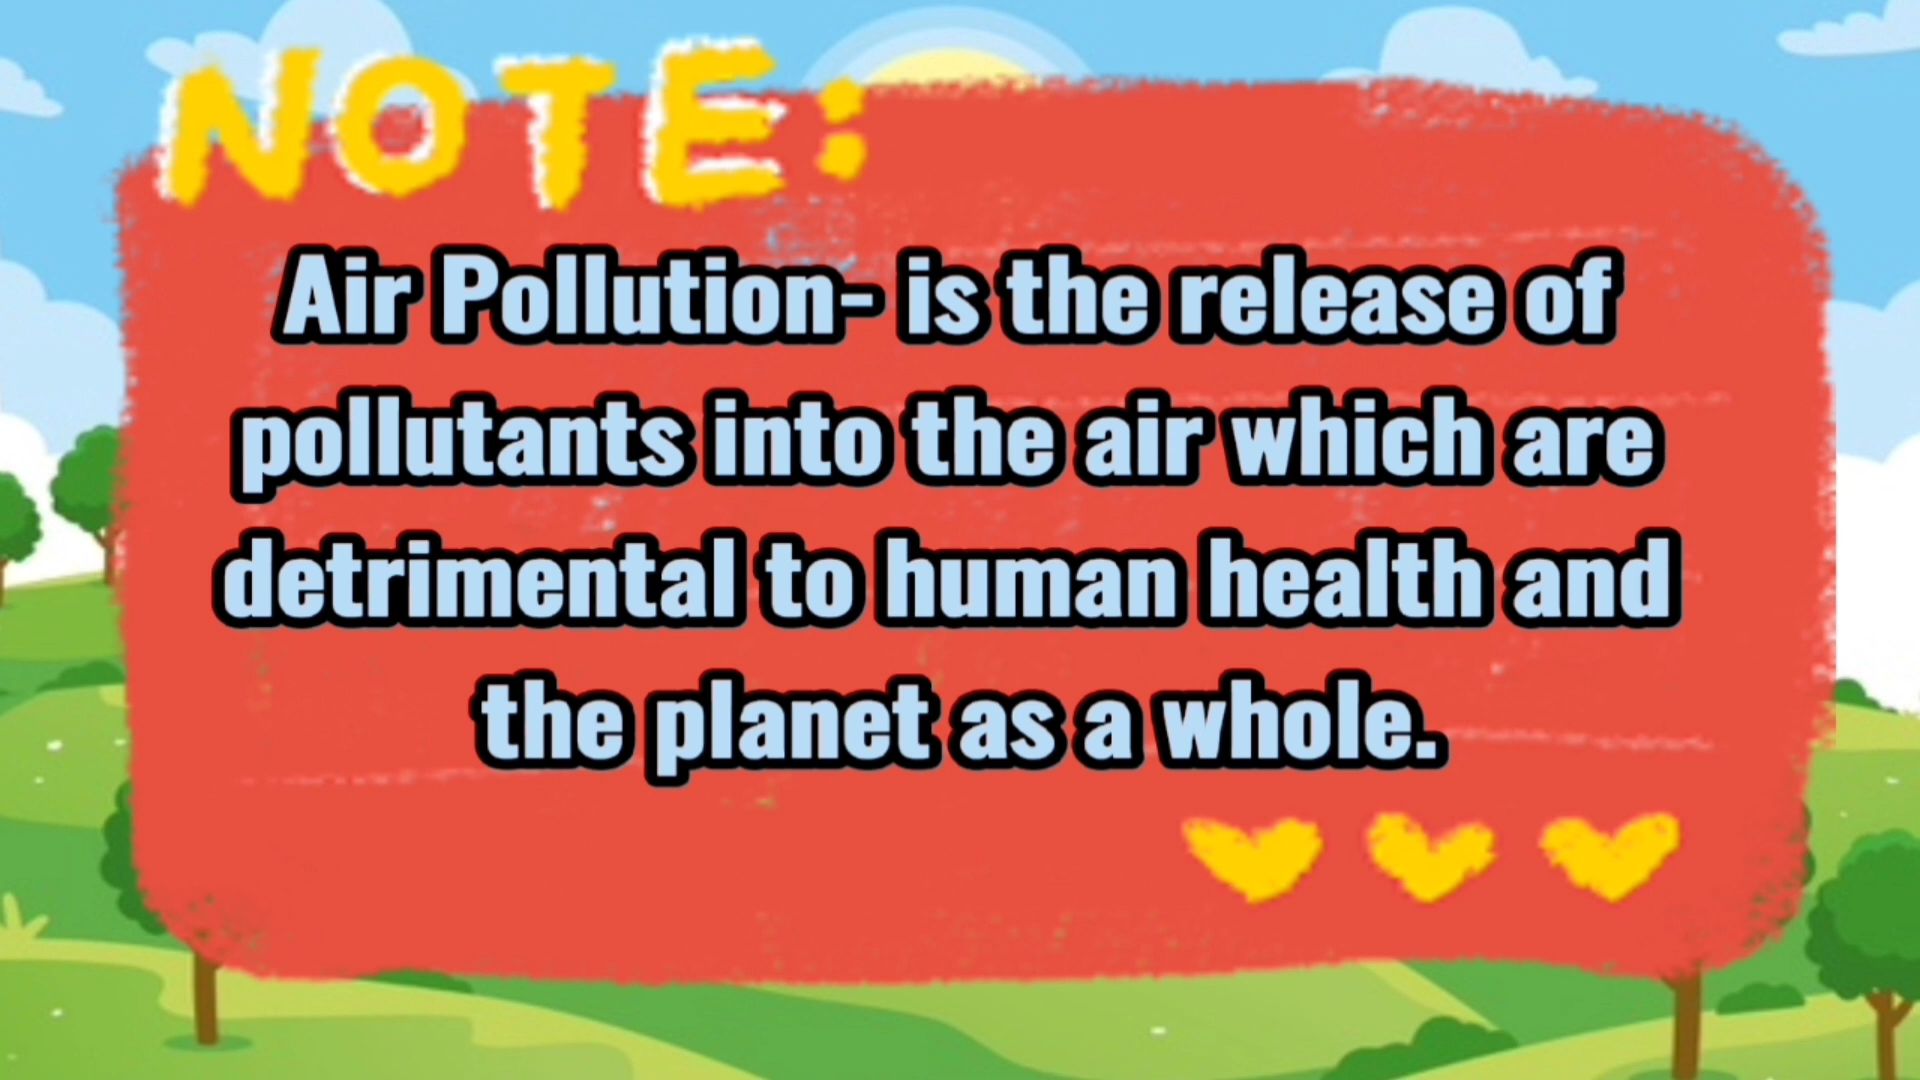 NOTE:
Air Pollution- is the release of
pollutants into the air which are
detrimental to human health and
the planet as a whole.